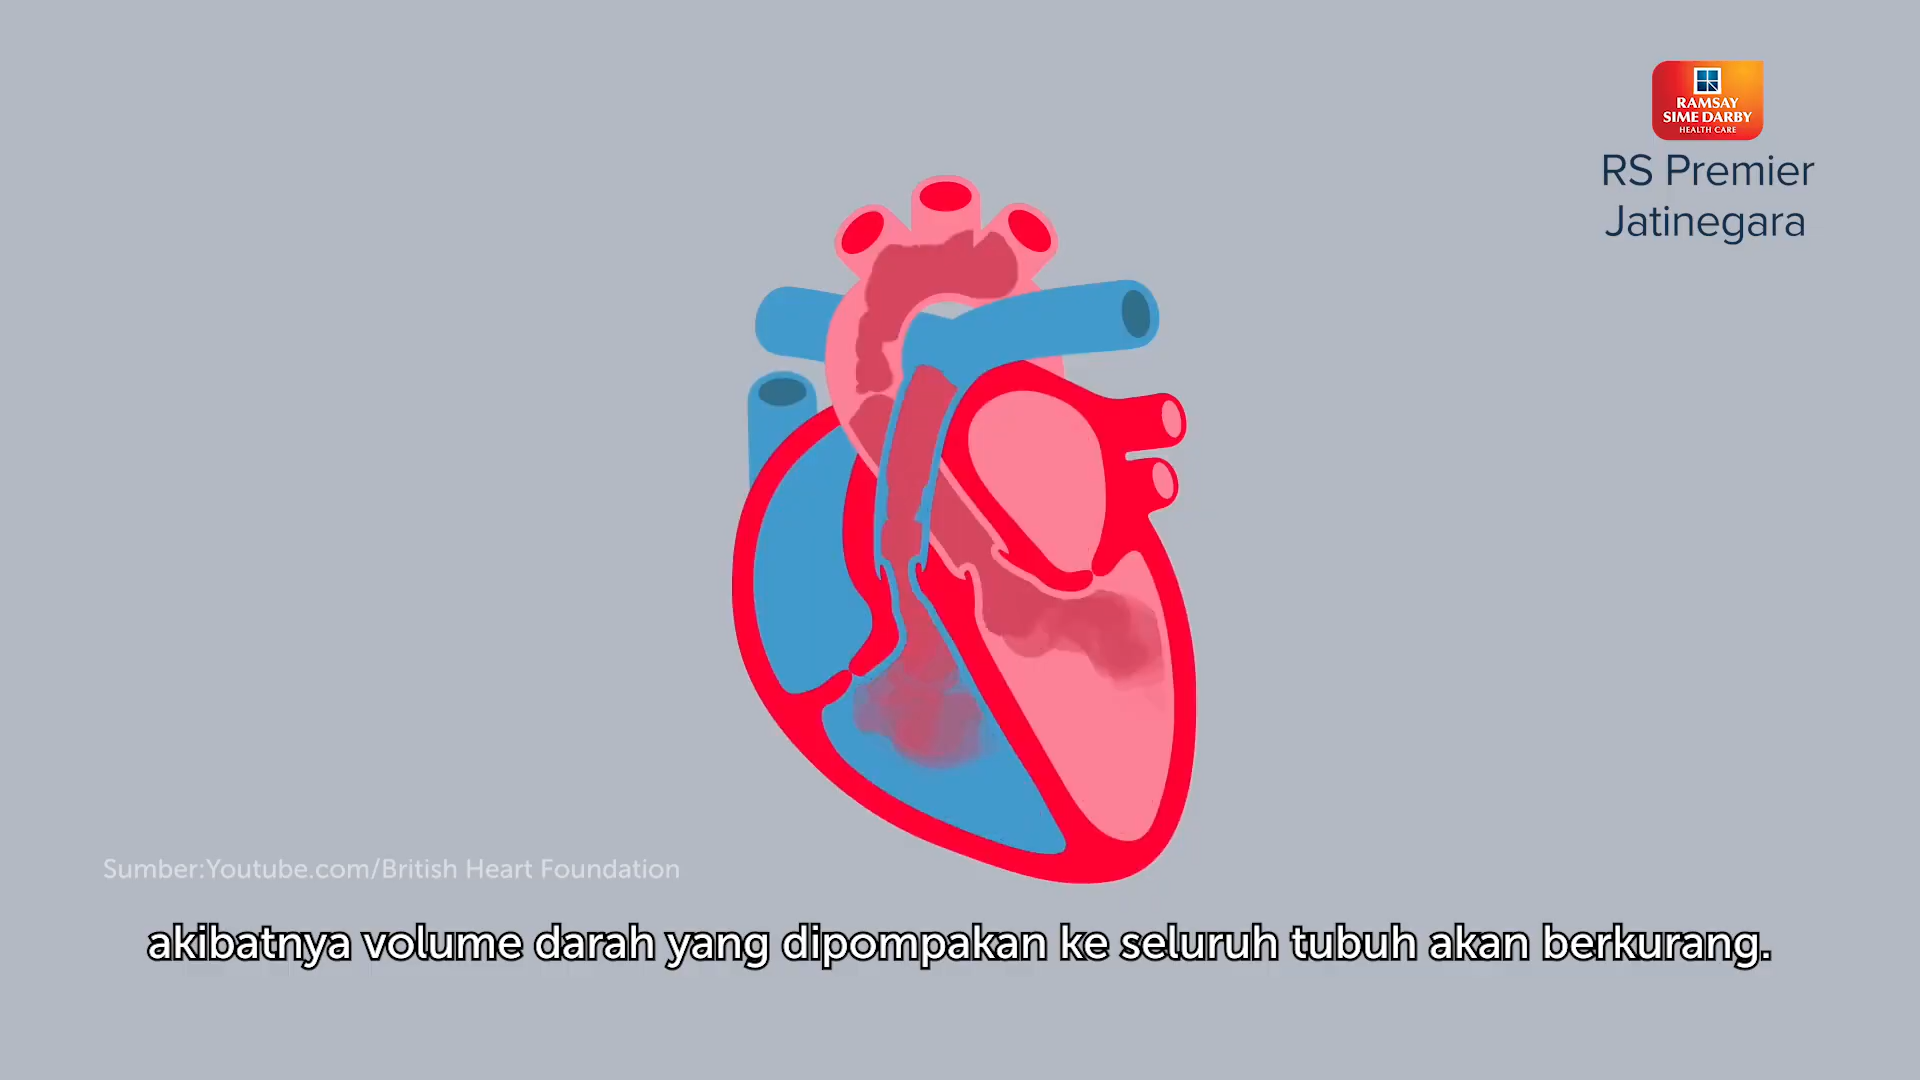 RAMSAY
SIME DARBY
HEALTH CARE
RS Premier
Jatinegara
Sumber:Youtube.com/British Heart Foundation
akibatnya volume darah yang dipompakan ke seluruh tubuh akan berkurang.